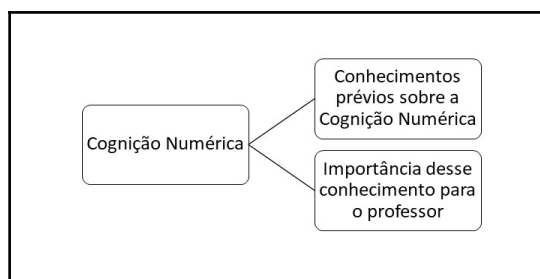 Cognição Numérica
Conhecimentos
prévios sobre a
Cognição Numérica
Importância desse
conhecimento para
o professor